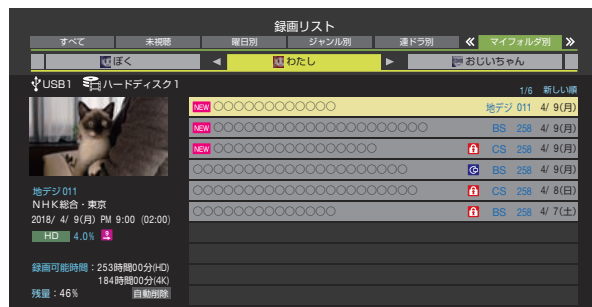 録画リスト
すべて 未視聴 曜日別 ジャンル別 連ドラ別 マイフォルダ別
ぼく わたし おじいちゃん
USB1 ハードディスク1
1/6 新しい順
NEW ○○○○○○○○○○○○ 地デジ 011 4/ 9(月)
NEW ○○○○○○○○○○○○○○○○○○○○○ BS 258 4/ 9(月)
NEW ○○○○○○○○○○○○○○○○ CS 258 4/ 9(月)
○○○○○○○○○○○○○○○○○○○○○ BS 258 4/ 9(月)
○○○○○○○○○○○○○○○○○○○○○○ CS 258 4/ 8(日)
○○○○○○○○○○○○○○ BS 258 4/ 7(土)
地デジ 011
NHK総合・東京
2018/ 4/ 9(月) PM 9:00 (02:00)
HD 4.0% 9
録画可能時間：253時間00分(HD)
184時間00分(4K)
残量：46% 自動削除